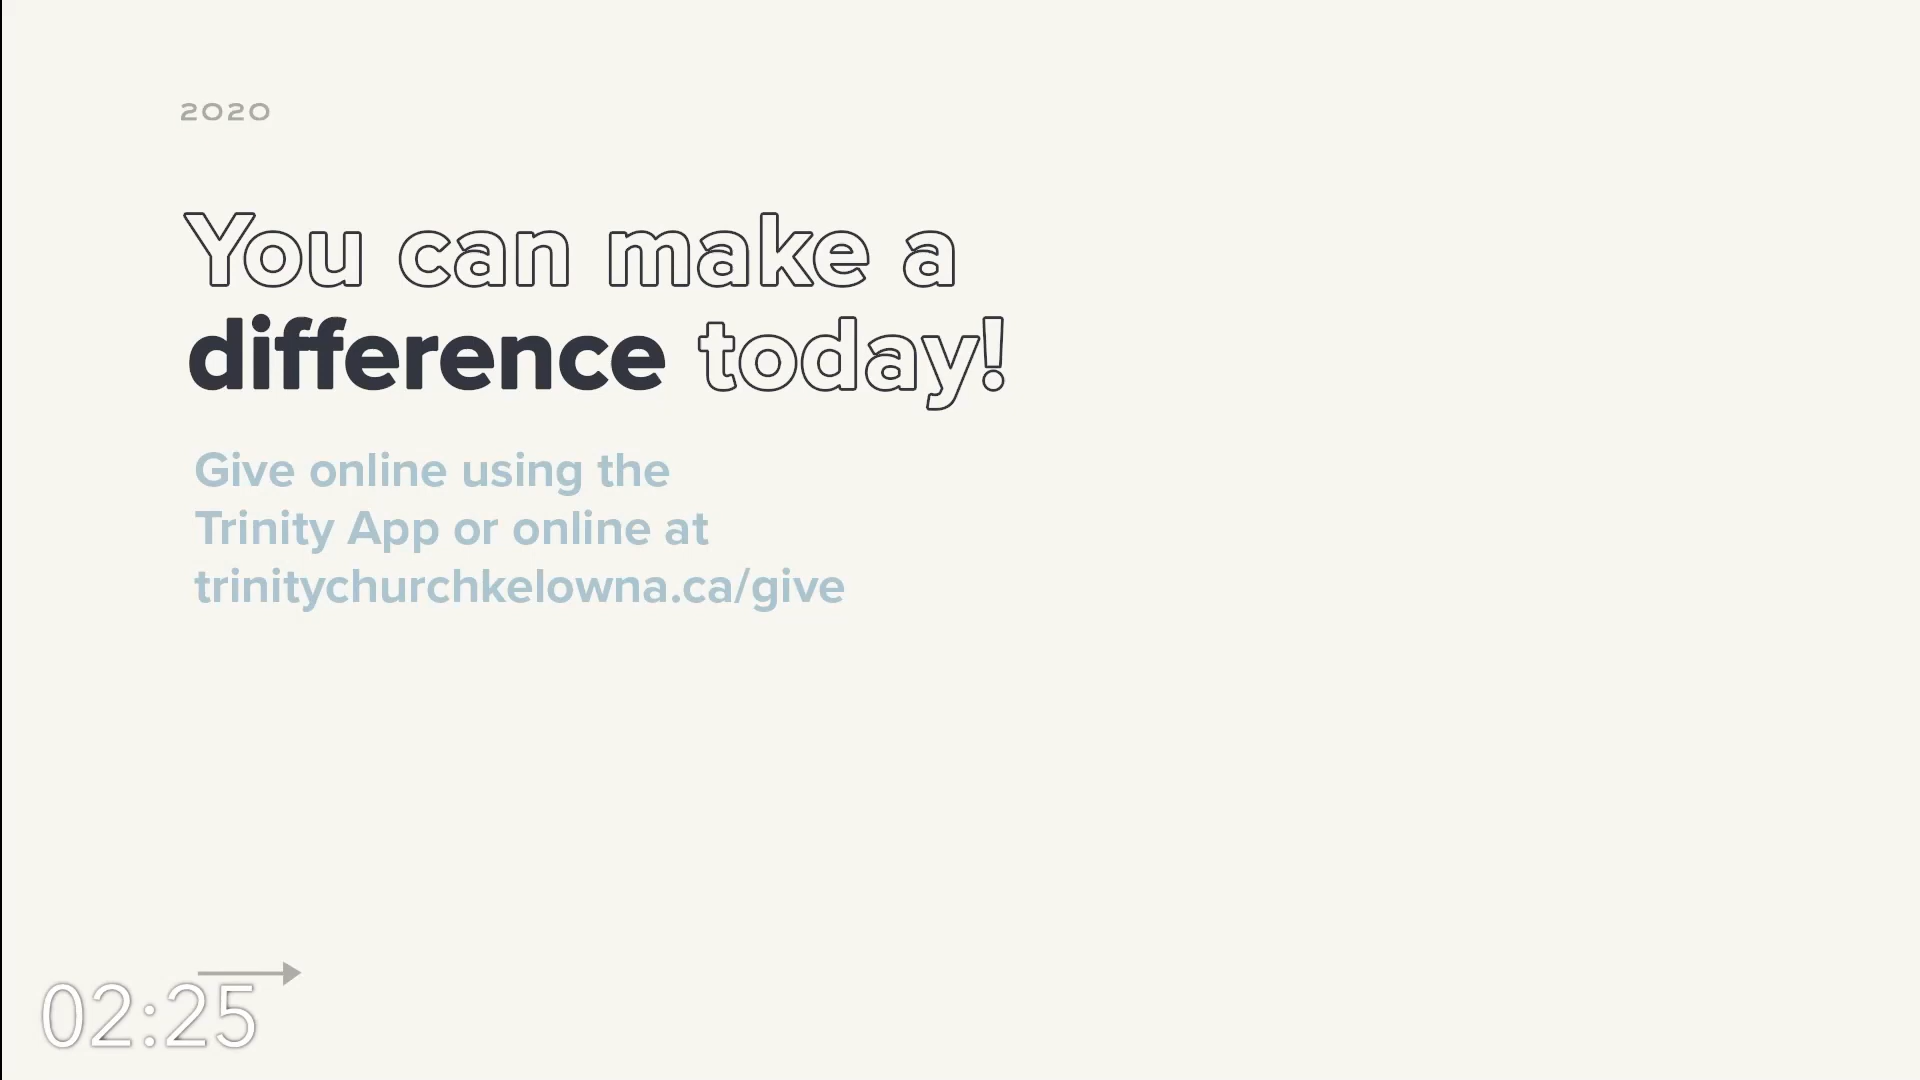 2020
You can make a
difference today!
Give online using the
Trinity App or online at
trinitychurchkelowna.ca/give
02:25